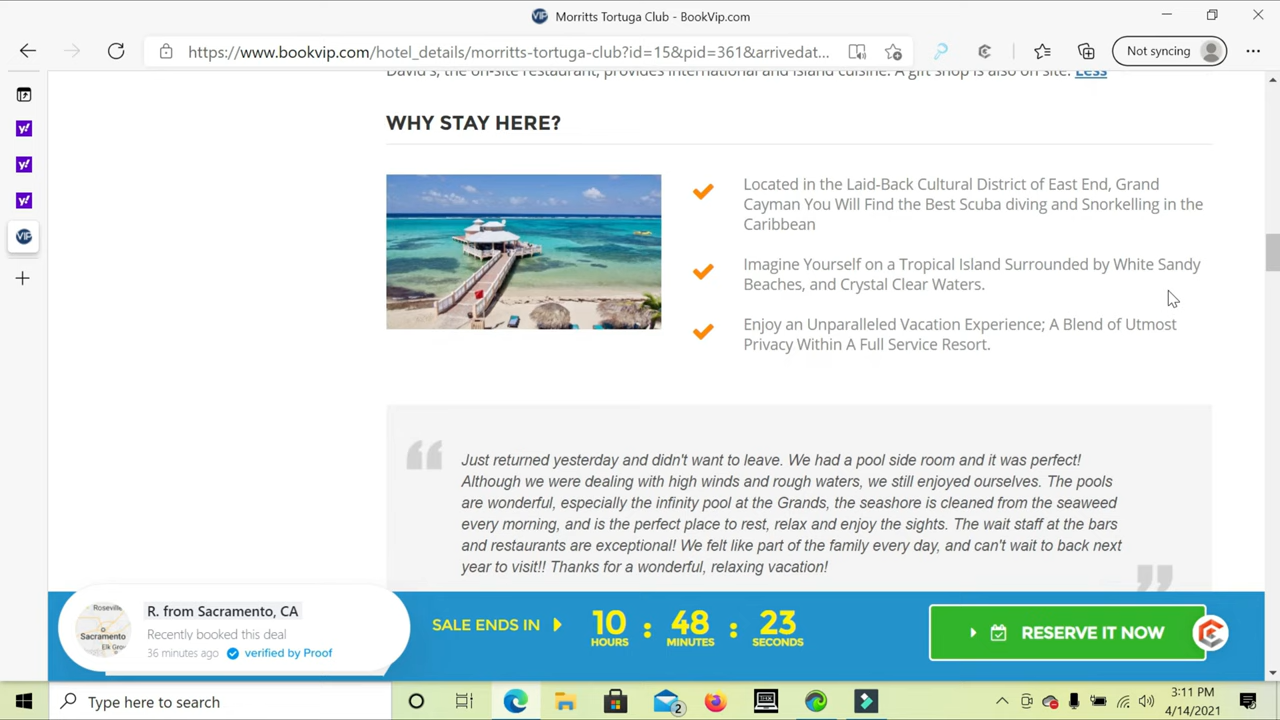 Morritts Tortuga Club - BookVip.com
https://www.bookvip.com/hotel_details/morritts-tortuga-club?id=15&pid=361&arrivedat...
Not syncing
David's, the on-site restaurant, provides international and island cuisine. A gift shop is also on site. Less
WHY STAY HERE?
Located in the Laid-Back Cultural District of East End, Grand
Cayman You Will Find the Best Scuba diving and Snorkelling in the
Caribbean
Imagine Yourself on a Tropical Island Surrounded by White Sandy
Beaches, and Crystal Clear Waters.
Enjoy an Unparalleled Vacation Experience; A Blend of Utmost
Privacy Within A Full Service Resort.
Just returned yesterday and didn't want to leave. We had a pool side room and it was perfect!
Although we were dealing with high winds and rough waters, we still enjoyed ourselves. The pools
are wonderful, especially the infinity pool at the Grands, the seashore is cleaned from the seaweed
every morning, and is the perfect place to rest, relax and enjoy the sights. The wait staff at the bars
and restaurants are exceptional! We felt like part of the family every day, and can't wait to back next
year to visit!! Thanks for a wonderful, relaxing vacation!
Roseville
Sacramento
Elk Gro
R. from Sacramento, CA
Recently booked this deal
36 minutes ago verified by Proof
SALE ENDS IN
10 : 48 : 23
HOURS MINUTES SECONDS
RESERVE IT NOW
Type here to search
2
3:11 PM
4/14/2021